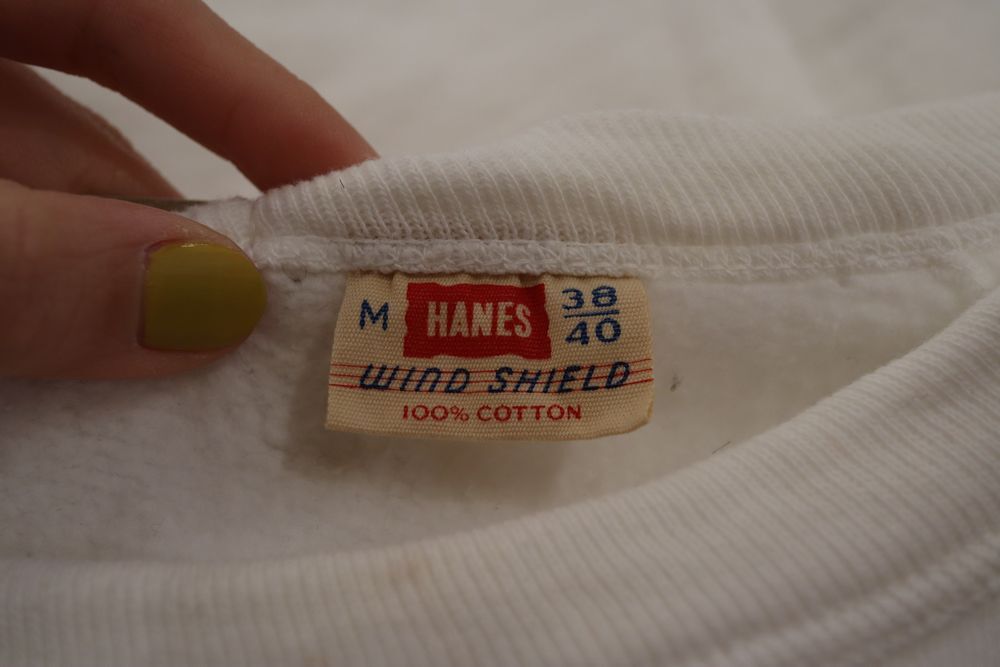 M HANES 38/40
WIND SHIELD
100% COTTON